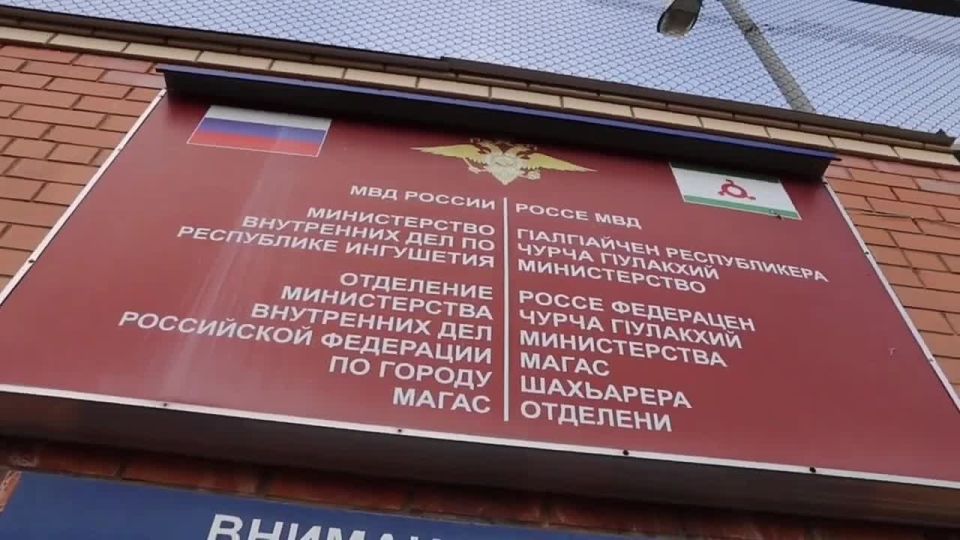 МВД РОССИИ
МИНИСТЕРСТВО
ВНУТРЕННИХ ДЕЛ ПО
РЕСПУБЛИКЕ ИНГУШЕТИЯ
ОТДЕЛЕНИЕ
МИНИСТЕРСТВА
ВНУТРЕННИХ ДЕЛ
РОССИЙСКОЙ ФЕДЕРАЦИИ
ПО ГОРОДУ
МАГАС
РОССЕ МВД
ГIАЛГIАЙЧЕН РЕСПУБЛИКЕРА
ЧУРЧА ГIУЛАКХИЙ
МИНИСТЕРСТВО
РОССЕ ФЕДЕРАЦЕН
ЧУРЧА ГIУЛАКХИЙ
МИНИСТЕРСТВА
МАГАС
ШАХЬАРЕРА
ОТДЕЛЕНИ